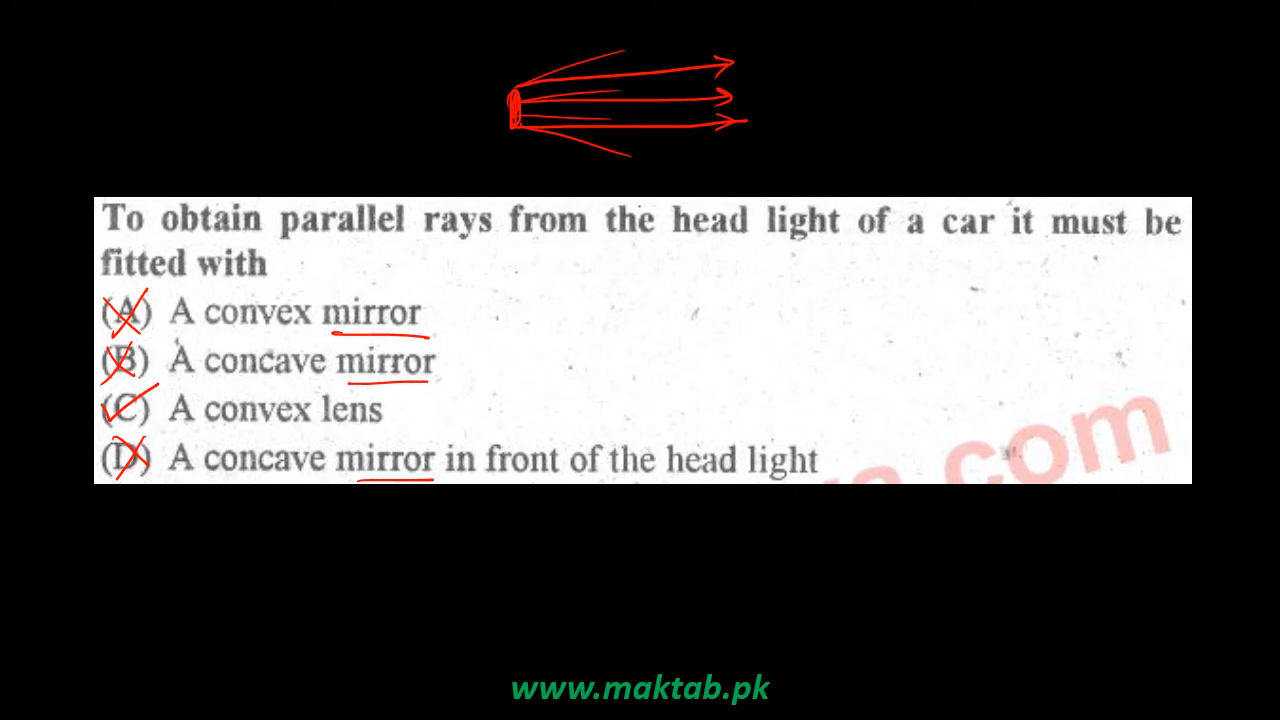 To obtain parallel rays from the head light of a car it must be
fitted with
(A) A convex mirror
(B) A concave mirror
(C) A convex lens
(D) A concave mirror in front of the head light
.com
www.maktab.pk